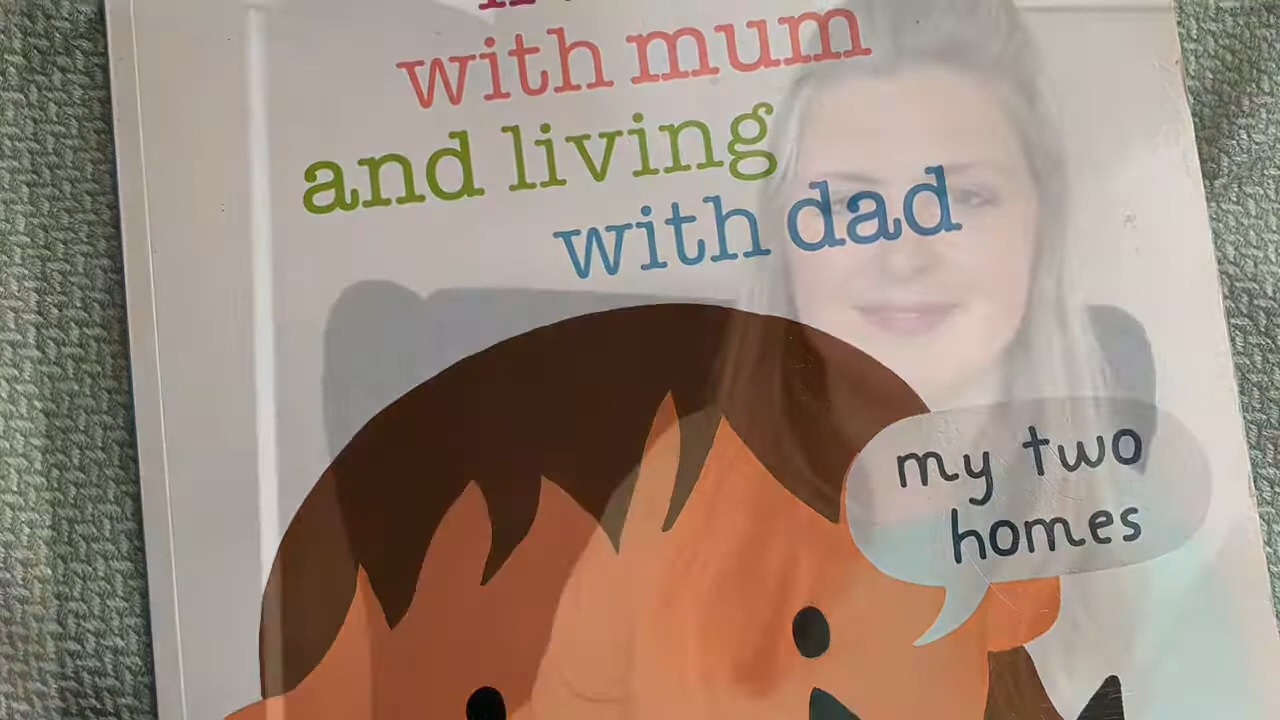 with mum
and living
with dad
my two
homes